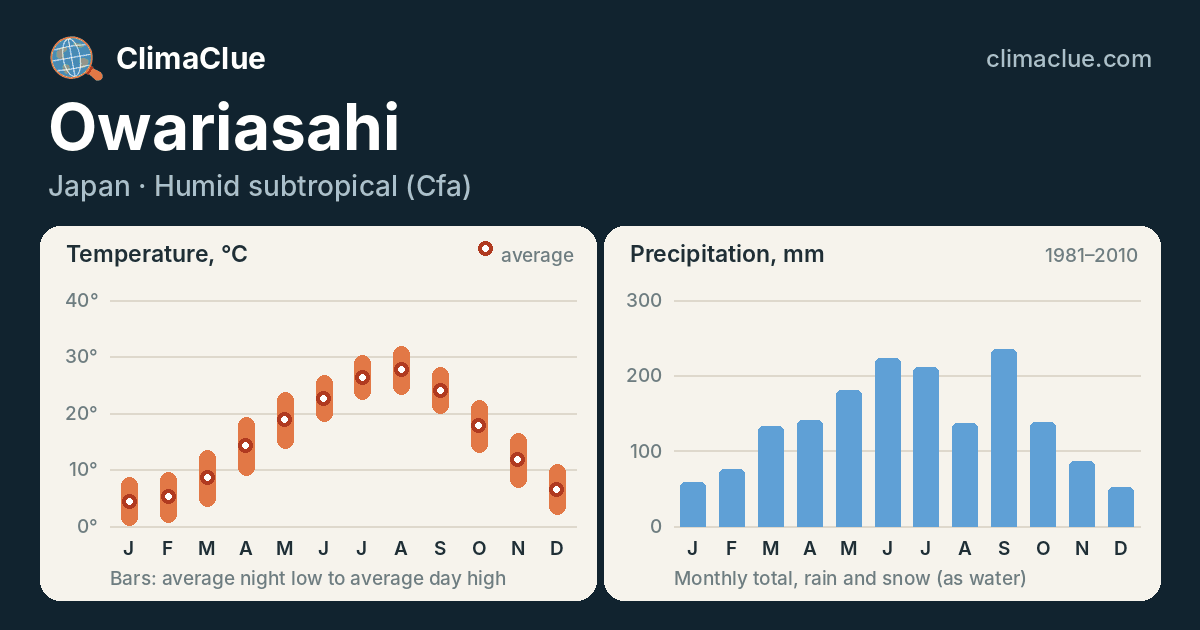 ClimaClue
climaclue.com
Owariasahi
Japan · Humid subtropical (Cfa)
Temperature, °C
average
40°
30°
20°
10°
0°
J F M A M J J A S O N D
Bars: average night low to average day high
Precipitation, mm
1981–2010
300
200
100
0
J F M A M J J A S O N D
Monthly total, rain and snow (as water)